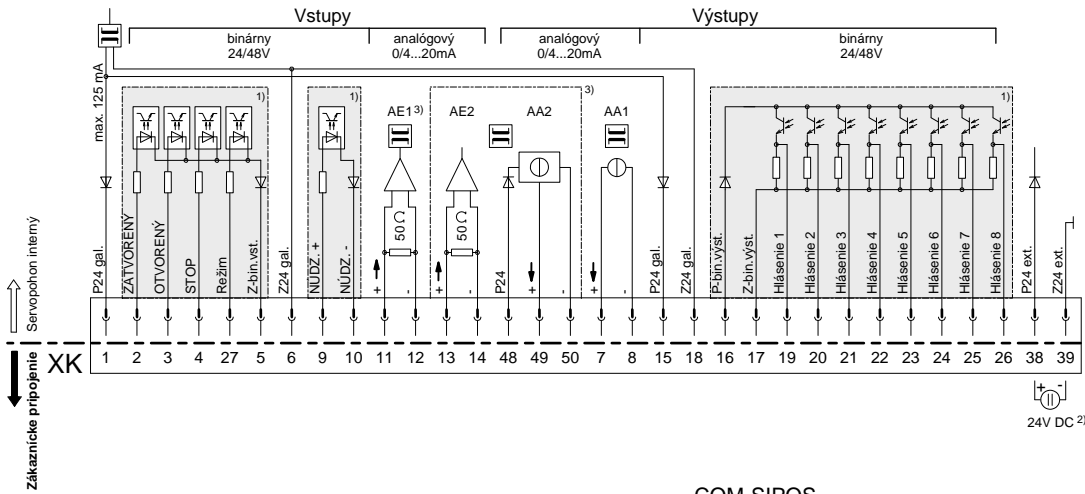 Vstupy
Výstupy
binárny
24/48V
analógový
0/4...20mA
analógový
0/4...20mA
binárny
24/48V
max. 125 mA
1)
1)
AE1 3)
AE2
AA2
3)
AA1
1)
50 Ω
50 Ω
P24 gal.
ZATVORENÝ
OTVORENÝ
STOP
Režim
Z-bin.vst.
Z24 gal.
NÚDZ. +
NÚDZ. -
+
-
+
-
P24
+
-
+
-
P24 gal.
Z24 gal.
P-bin.výst.
Z-bin.výst.
Hlásenie 1
Hlásenie 2
Hlásenie 3
Hlásenie 4
Hlásenie 5
Hlásenie 6
Hlásenie 7
Hlásenie 8
P24 ext.
Z24 ext.
Servopohon interný
Zákaznícke pripojenie
XK
1 2 3 4 27 5 6 9 10 11 12 13 14 48 49 50 7 8 15 18 16 17 19 20 21 22 23 24 25 26 38 39
+ -
24V DC 2)
COM-SIPOS